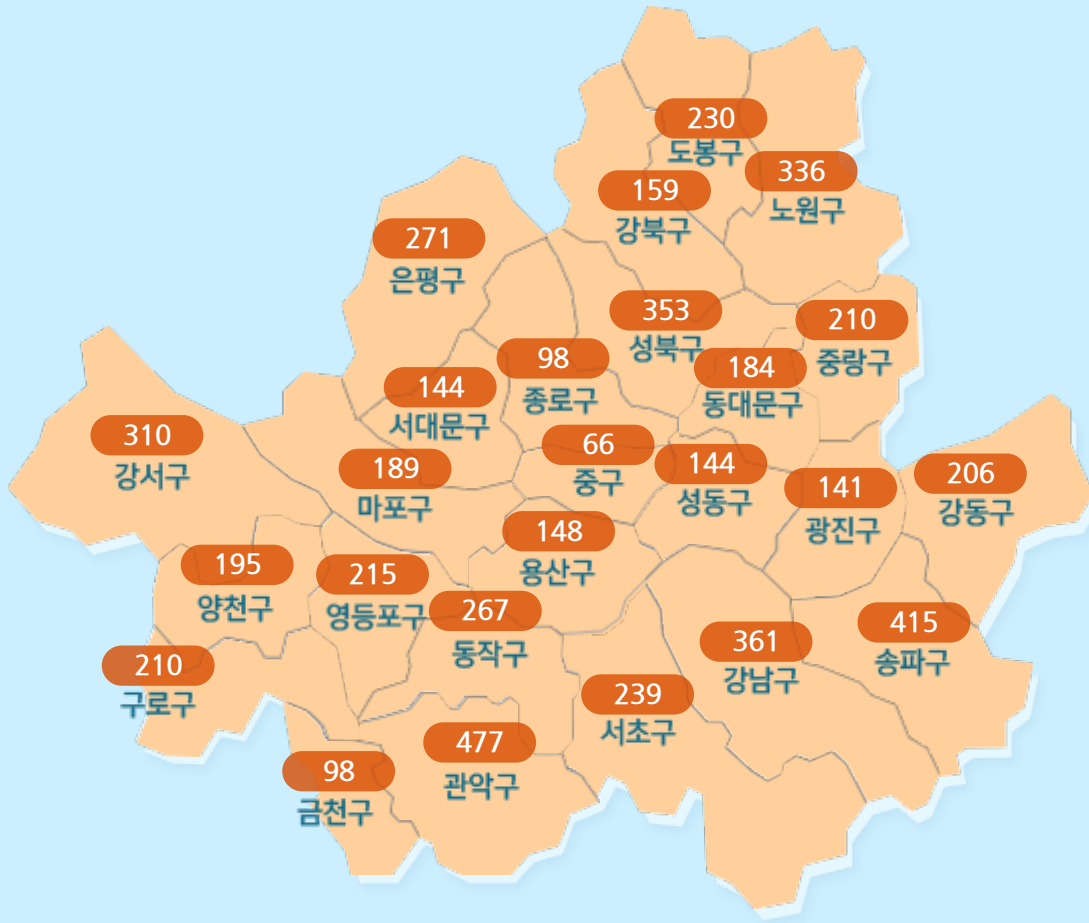 230
도봉구
336
노원구
159
강북구
271
은평구
353
성북구
210
중랑구
98
종로구
184
동대문구
144
서대문구
310
강서구
66
중구
189
마포구
144
성동구
141
광진구
206
강동구
148
용산구
195
양천구
215
영등포구
267
동작구
415
송파구
361
강남구
210
구로구
239
서초구
477
관악구
98
금천구